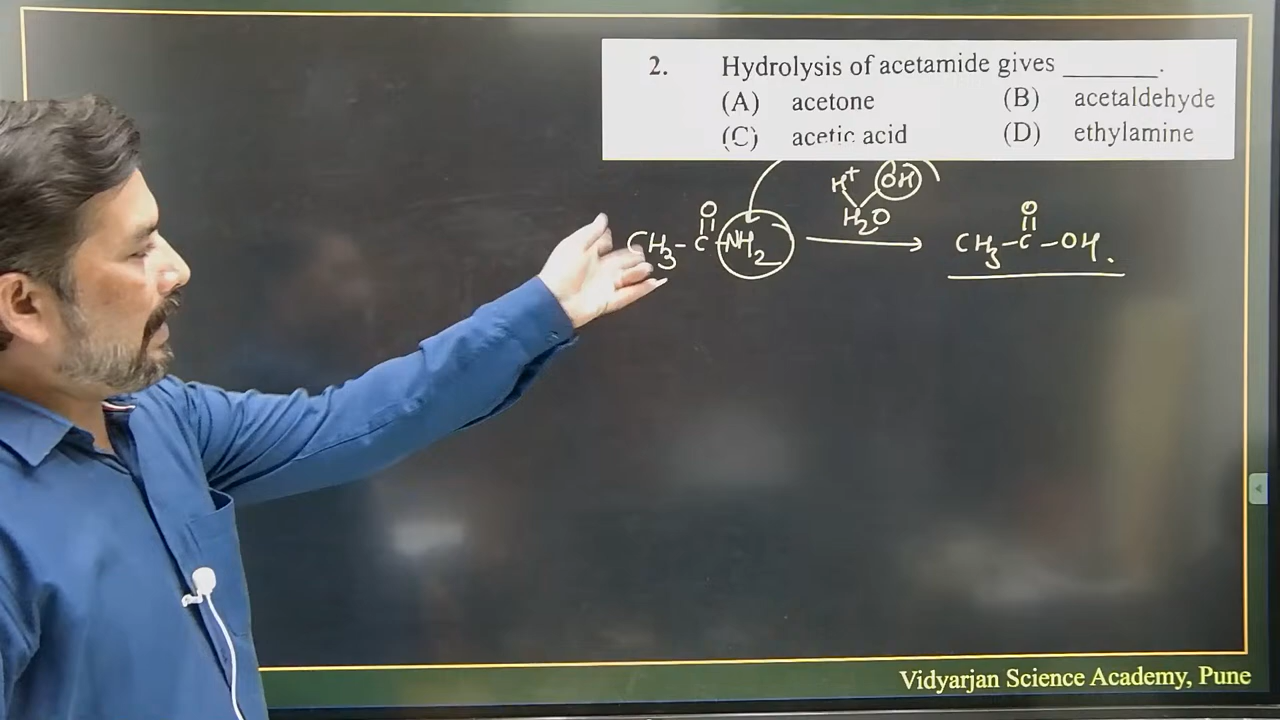 2. Hydrolysis of acetamide gives _______.
(A) acetone (B) acetaldehyde
(C) acetic acid (D) ethylamine
H+ OH
H2O
O O
CH3-C-NH2 → CH3-C-OH.
Vidyarjan Science Academy, Pune